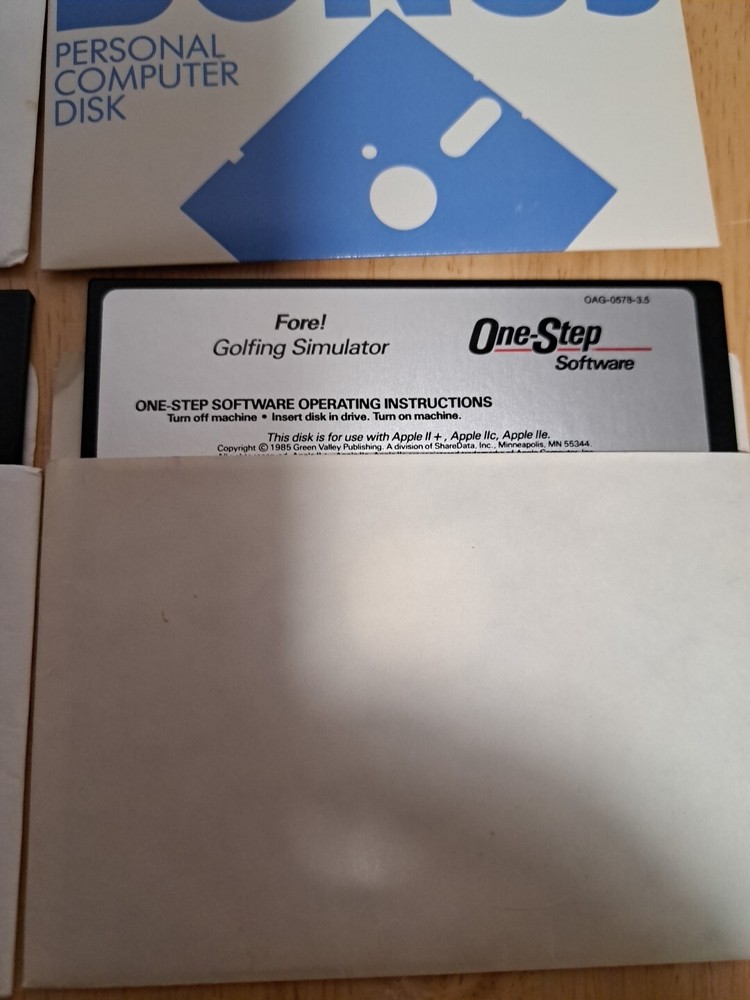 BONUS
PERSONAL
COMPUTER
DISK
OAG-0578-3.5
Fore!
Golfing Simulator
One-Step
Software
ONE-STEP SOFTWARE OPERATING INSTRUCTIONS
Turn off machine • Insert disk in drive. Turn on machine.
This disk is for use with Apple II+, Apple IIc, Apple IIe.
Copyright © 1985 Green Valley Publishing. A division of ShareData, Inc., Minneapolis, MN 55344.